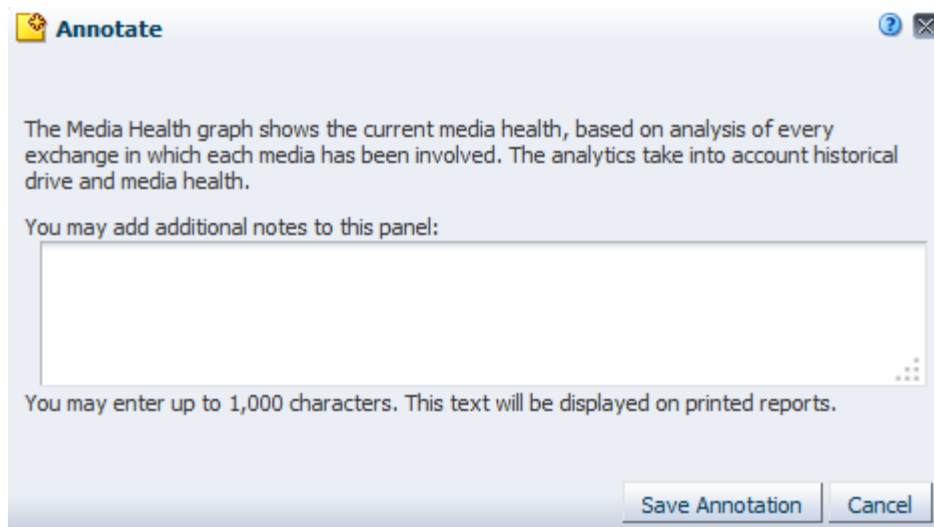 Annotate
The Media Health graph shows the current media health, based on analysis of every
exchange in which each media has been involved. The analytics take into account historical
drive and media health.
You may add additional notes to this panel:
You may enter up to 1,000 characters. This text will be displayed on printed reports.
Save Annotation Cancel